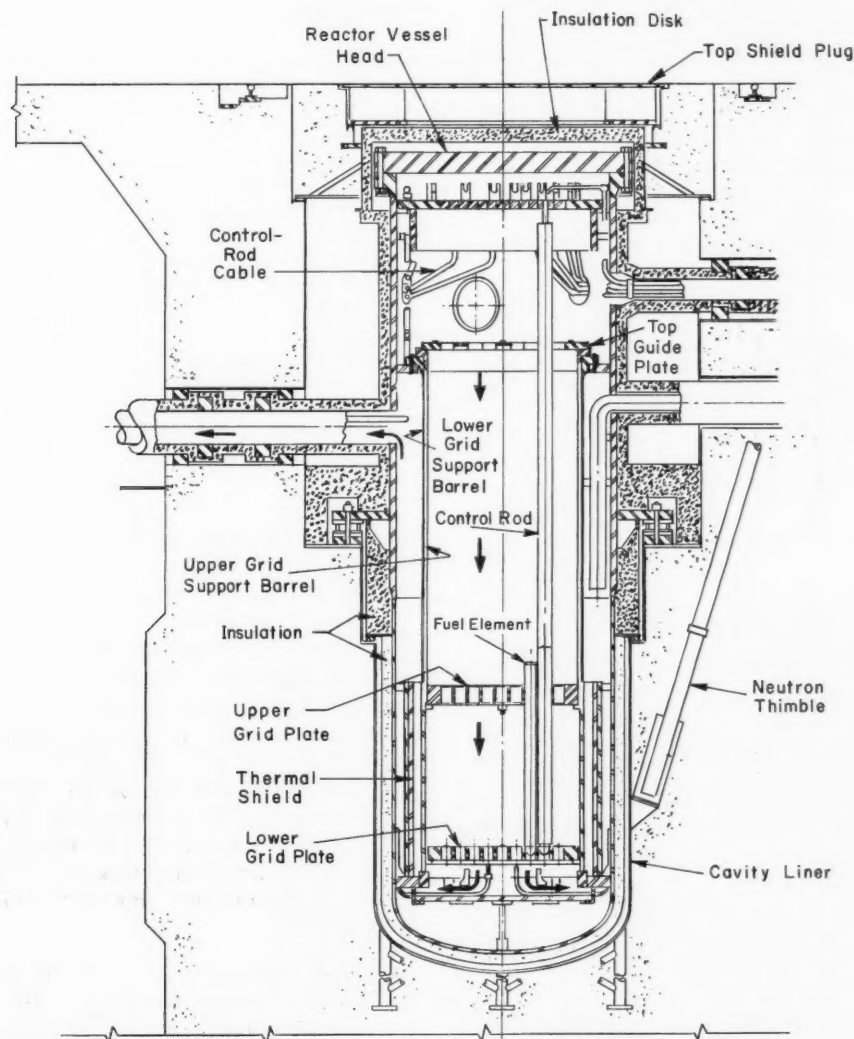 Insulation Disk
Reactor Vessel
Head
Top Shield Plug
Control-
Rod
Cable
Top
Guide
Plate
Lower
Grid
Support
Barrel
Control Rod
Upper Grid
Support Barrel
Fuel Element
Insulation
Neutron
Thimble
Upper
Grid Plate
Thermal
Shield
Lower
Grid Plate
Cavity Liner